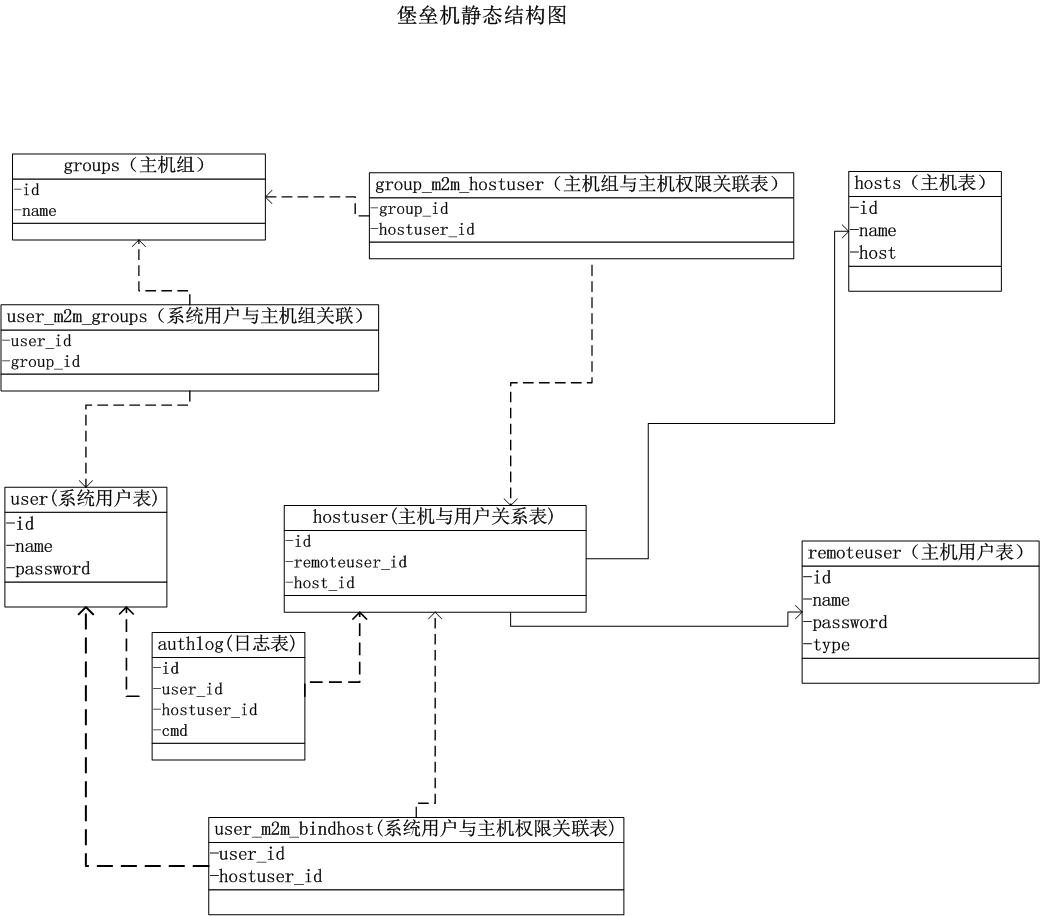 堡垒机静态结构图
groups（主机组）
-id
-name
group_m2m_hostuser（主机组与主机权限关联表）
-group_id
-hostuser_id
hosts（主机表）
-id
-name
-host
user_m2m_groups（系统用户与主机组关联）
-user_id
-group_id
user(系统用户表)
-id
-name
-password
hostuser(主机与用户关系表)
-id
-remoteuser_id
-host_id
remoteuser（主机用户表）
-id
-name
-password
-type
authlog(日志表)
-id
-user_id
-hostuser_id
-cmd
user_m2m_bindhost(系统用户与主机权限关联表)
-user_id
-hostuser_id